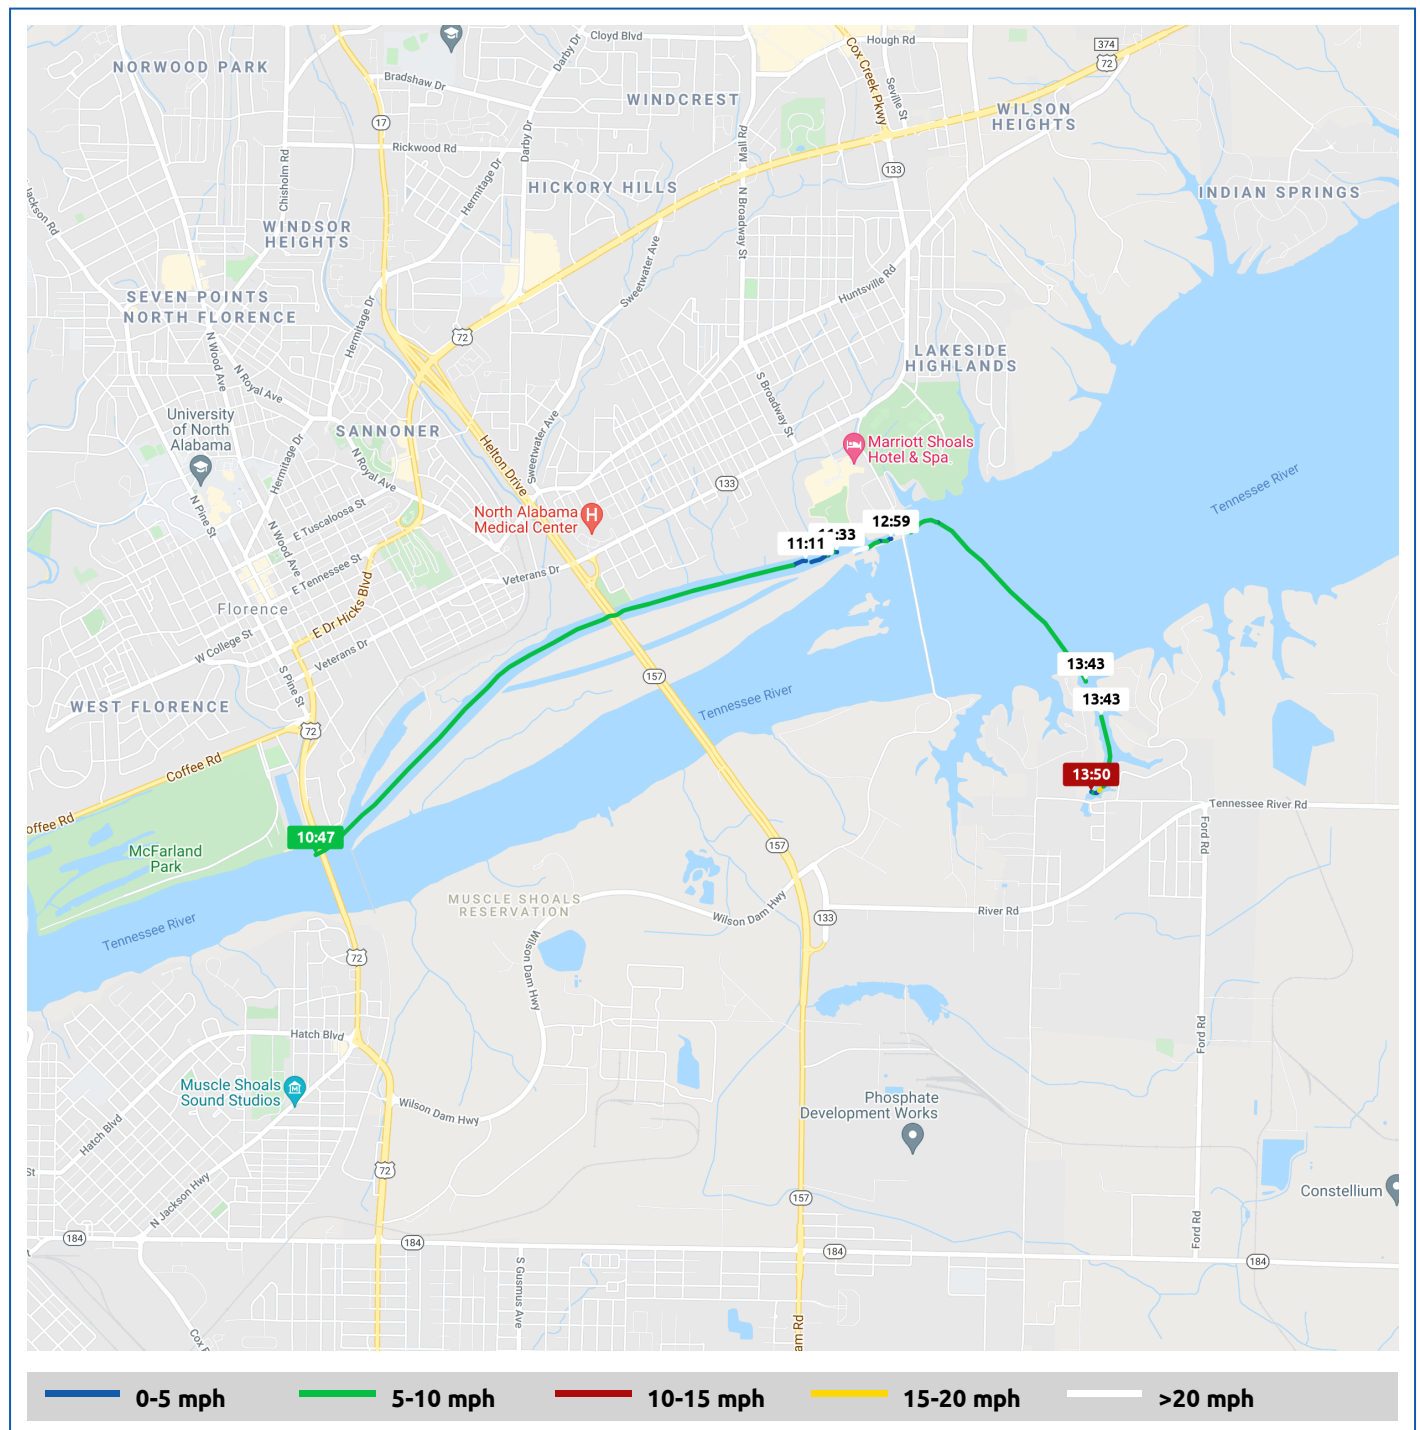 Cloyd Blvd
Hough Rd
374
72
NORWOOD PARK
Darby Dr
Cox Creek Pkwy
Bradshaw Dr
Seville St
WINDCREST
WILSON
HEIGHTS
17
Darby Dr
Mall Rd
Rickwood Rd
Chisholm Rd
Hermitage Dr
133
HICKORY HILLS
INDIAN SPRINGS
Jackson Rd
WINDSOR
HEIGHTS
N Broadway St
Sweetwater Ave
Huntsville Rd
SEVEN POINTS
NORTH FLORENCE
Hermitage Dr
72
N Wood Ave
LAKESIDE
HIGHLANDS
N Royal Ave
S Broadway St
University
of North
Alabama
SANNONER
Helton Drive
Sweetwater Ave
Marriott Shoals
Hotel & Spa
Hermitage Dr
N Royal Ave
133
Tennessee River
N Pine St
E Tuscaloosa St
North Alabama
Medical Center
H
12:59
11:11
:33
N Wood Ave
E Tennessee St
Veterans Dr
Florence
E Dr Hicks Blvd
W College St
Veterans Dr
13:43
157
S Pine St
Tennessee River
13:43
WEST FLORENCE
72
Coffee Rd
13:50
Tennessee River Rd
offee Rd
10:47
Ford Rd
McFarland
Park
157
MUSCLE SHOALS
RESERVATION
Wilson Dam Hwy
133
River Rd
Tennessee River
72
Wilson Dam Hwy
Hatch Blvd
Ford Rd
Muscle Shoals
Sound Studios
Wilson Dam Hwy
Phosphate
Development Works
Hatch Blvd
St
72
N Jackson Hwy
157
Constellium
184
184
184
Ford Rd
184
S Gusmus Ave
Cox
am Rd
0-5 mph
5-10 mph
10-15 mph
15-20 mph
>20 mph